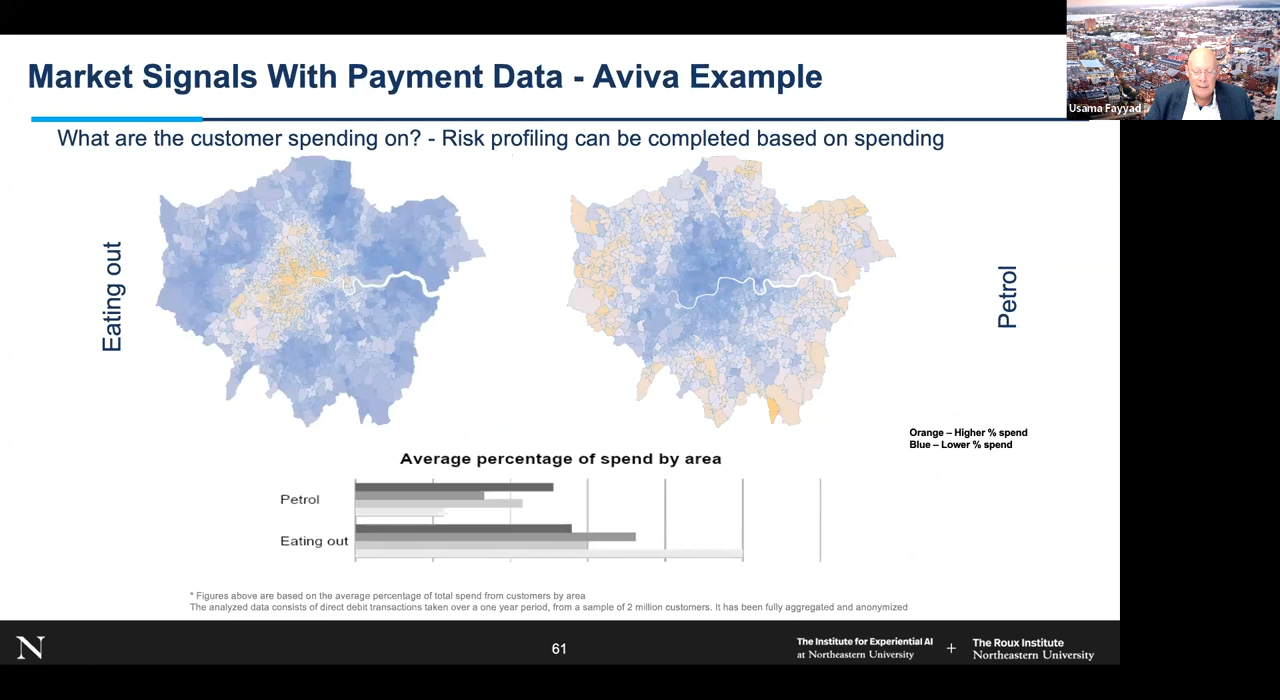 Market Signals With Payment Data - Aviva Example
Usama Fayyad
What are the customer spending on? - Risk profiling can be completed based on spending
Eating out
Petrol
Orange – Higher % spend
Blue – Lower % spend
Average percentage of spend by area
Petrol
Eating out
* Figures above are based on the average percentage of total spend from customers by area
The analyzed data consists of direct debit transactions taken over a one year period, from a sample of 2 million customers. It has been fully aggregated and anonymized
N
61
The Institute for Experiential AI
at Northeastern University
+
The Roux Institute
Northeastern University